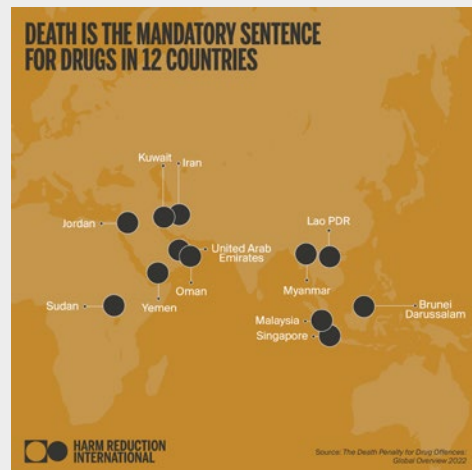 DEATH IS THE MANDATORY SENTENCE
FOR DRUGS IN 12 COUNTRIES
Kuwait
Iran
Jordan
Lao PDR
United Arab
Emirates
Oman
Myanmar
Yemen
Sudan
Brunei
Darussalam
Malaysia
Singapore
HARM REDUCTION
INTERNATIONAL
Source: The Death Penalty for Drug Offences:
Global Overview 2022